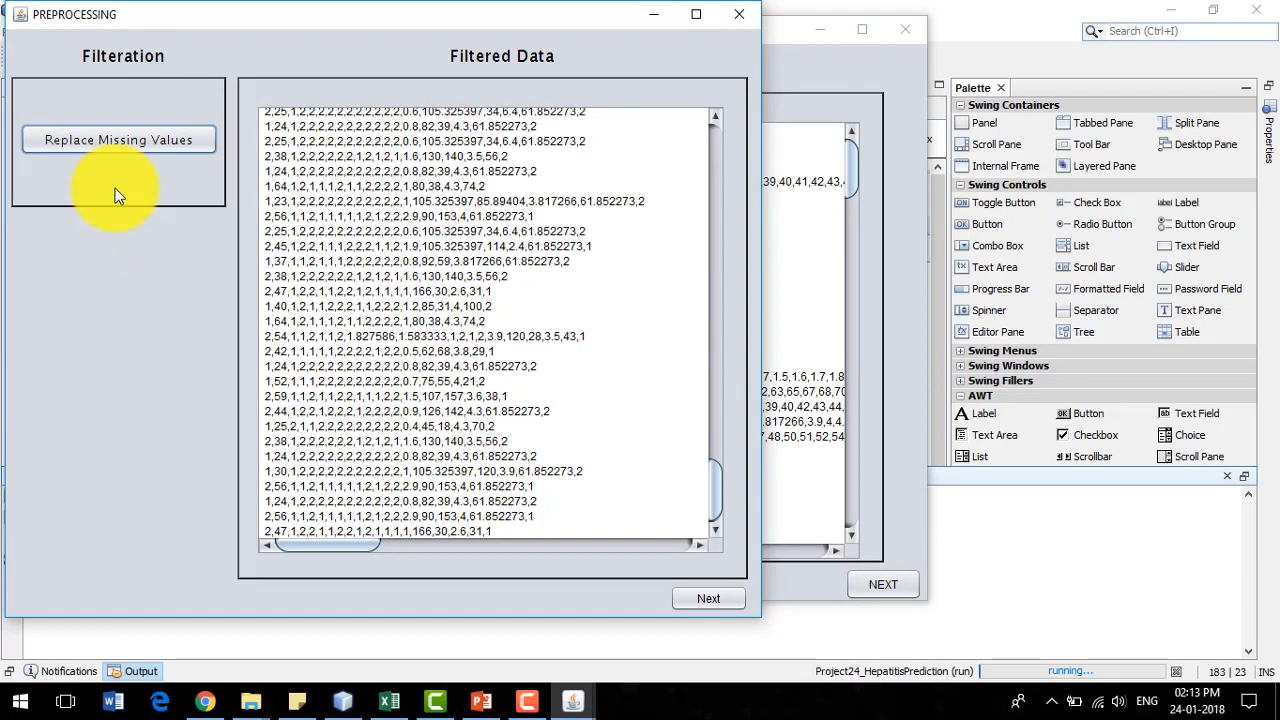 PREPROCESSING
Search (Ctrl+I)
Filteration
Filtered Data
Replace Missing Values
2,25,1,2,2,2,2,2,2,2,2,2,2,0.6,105.325397,34,6.4,61.852273,2
1,24,1,2,2,2,2,2,2,2,2,2,2,0.8,82,39,4.3,61.852273,2
2,25,1,2,2,2,2,2,2,2,2,2,2,0.6,105.325397,34,6.4,61.852273,2
2,38,1,2,2,2,2,2,1,2,1,2,1,1.6,130,140,3.5,56,2
1,24,1,2,2,2,2,2,2,2,2,2,2,0.8,82,39,4.3,61.852273,2
1,64,1,2,1,1,1,2,1,1,2,2,2,2,1,80,38,4.3,74,2
1,23,1,2,2,2,2,2,2,2,2,2,2,2,1,105.325397,85.89404,3.817266,61.852273,2
2,56,1,1,2,1,1,1,1,1,2,1,2,2,2.9,90,153,4,61.852273,1
2,25,1,2,2,2,2,2,2,2,2,2,2,0.6,105.325397,34,6.4,61.852273,2
2,45,1,2,2,1,1,1,2,2,2,1,1,2,1.9,105.325397,114,2.4,61.852273,1
1,37,1,1,2,1,2,2,2,2,2,1,2,2,0.8,92,59,3.817266,61.852273,2
2,38,1,2,2,2,2,2,1,2,1,2,1,1.6,130,140,3.5,56,2
2,47,1,2,2,1,1,2,2,1,2,1,1,1,1,166,30,2.6,31,1
1,40,1,2,1,2,2,2,2,1,1,2,2,2,1.2,85,31,4,100,2
1,64,1,2,1,1,1,2,1,1,2,2,2,2,1,80,38,4.3,74,2
2,54,1,1,2,1,1,2,1.827586,1.583333,1,2,1,2,3.9,120,28,3.5,43,1
2,42,1,1,1,1,1,2,2,2,2,1,2,2,0.5,62,68,3.8,29,1
1,24,1,2,2,2,2,2,2,2,2,2,2,0.8,82,39,4.3,61.852273,2
1,52,1,1,1,2,2,2,2,2,2,2,2,2,0.7,75,55,4,21,2
2,59,1,1,2,1,1,2,2,1,1,1,2,2,1.5,107,157,3.6,38,1
2,44,1,2,2,1,2,2,2,1,2,2,2,2,0.9,126,142,4.3,61.852273,2
1,25,2,1,1,2,2,2,2,2,2,2,2,2,0.4,45,18,4.3,70,2
2,38,1,2,2,2,2,2,1,2,1,2,1,1.6,130,140,3.5,56,2
1,24,1,2,2,2,2,2,2,2,2,2,2,0.8,82,39,4.3,61.852273,2
1,30,1,2,2,2,2,2,2,2,2,2,2,2,1,105.325397,120,3.9,61.852273,2
2,56,1,1,2,1,1,1,1,1,2,1,2,2,2.9,90,153,4,61.852273,1
1,24,1,2,2,2,2,2,2,2,2,2,2,0.8,82,39,4.3,61.852273,2
2,56,1,1,2,1,1,1,1,1,2,1,2,2,2.9,90,153,4,61.852273,1
2,47,1,2,2,1,1,2,2,1,2,1,1,1,1,166,30,2.6,31,1
Next
39,40,41,42,43,
7,1.5,1.6,1.7,1.8
2,63,65,67,68,70
,39,40,42,43,44,
.817266,3.9,4,4.
7,48,50,51,52,54
NEXT
Palette
Swing Containers
Panel Tabbed Pane Split Pane
Scroll Pane Tool Bar Desktop Pane
Internal Frame Layered Pane
Swing Controls
Toggle Button Check Box Label
Button Radio Button Button Group
Combo Box List Text Field
Text Area Scroll Bar Slider
Progress Bar Formatted Field Password Field
Spinner Separator Text Pane
Editor Pane Tree Table
Swing Menus
Swing Windows
Swing Fillers
AWT
Label Button Text Field
Text Area Checkbox Choice
List Scrollbar Scroll Pane
Properties
Notifications Output
Project24_HepatitisPrediction (run) running... 183 | 23 INS
ENG
02:13 PM
24-01-2018